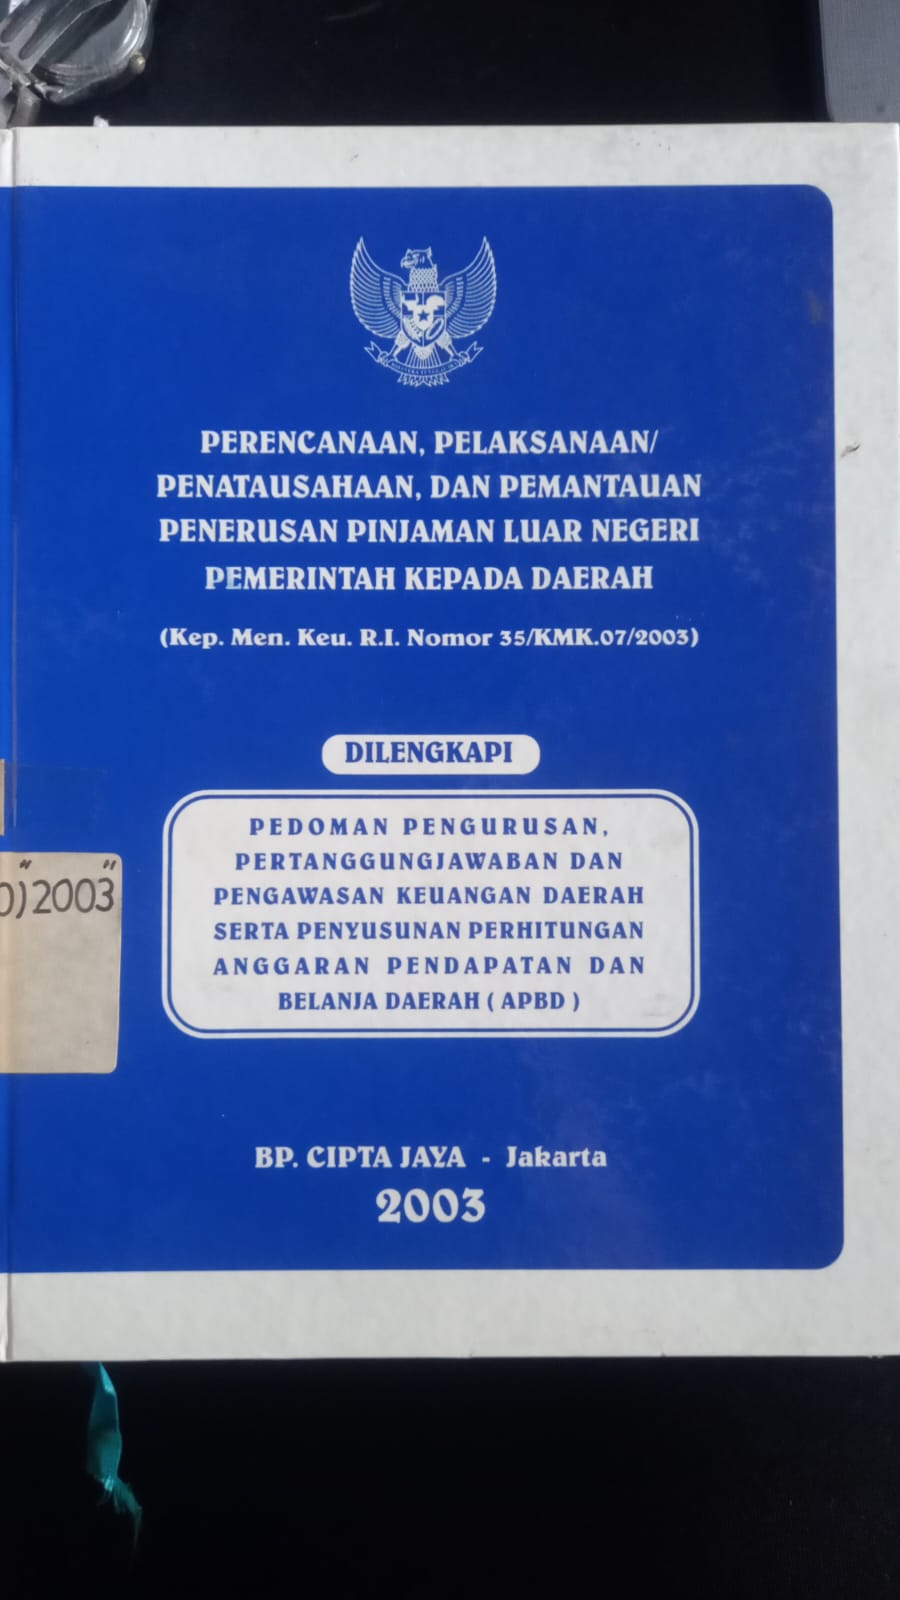 PERENCANAAN, PELAKSANAAN/
PENATAUSAHAAN, DAN PEMANTAUAN
PENERUSAN PINJAMAN LUAR NEGERI
PEMERINTAH KEPADA DAERAH
(Kep. Men. Keu. R.I. Nomor 35/KMK.07/2003)
DILENGKAPI
PEDOMAN PENGURUSAN,
PERTANGGUNGJAWABAN DAN
PENGAWASAN KEUANGAN DAERAH
SERTA PENYUSUNAN PERHITUNGAN
ANGGARAN PENDAPATAN DAN
BELANJA DAERAH ( APBD )
0)"2003"
BP. CIPTA JAYA - Jakarta
2003